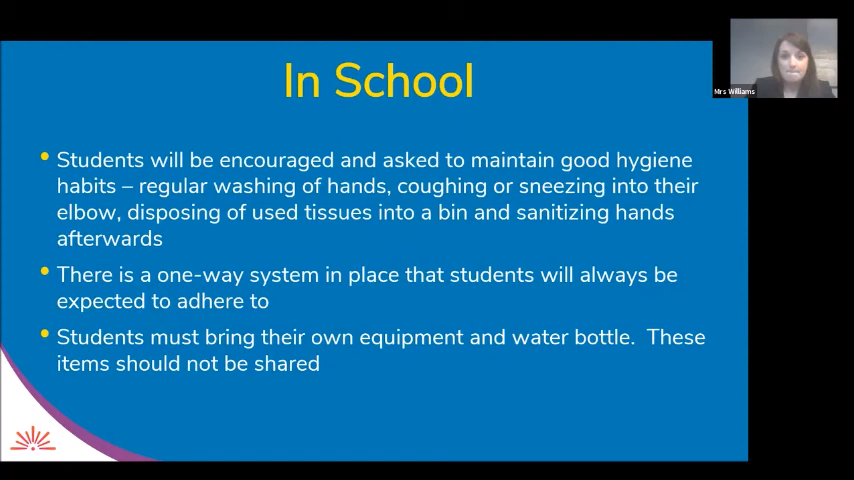 In School
Mrs Williams
• Students will be encouraged and asked to maintain good hygiene
habits – regular washing of hands, coughing or sneezing into their
elbow, disposing of used tissues into a bin and sanitizing hands
afterwards
• There is a one-way system in place that students will always be
expected to adhere to
• Students must bring their own equipment and water bottle.  These
items should not be shared